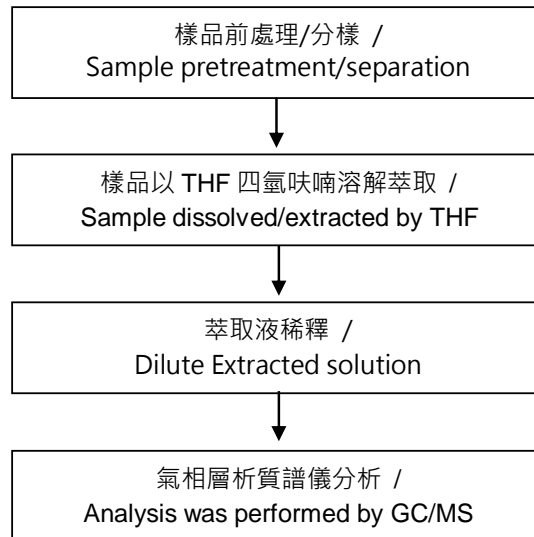 樣品前處理/分樣 /
Sample pretreatment/separation
樣品以 THF 四氫呋喃溶解萃取 /
Sample dissolved/extracted by THF
萃取液稀釋 /
Dilute Extracted solution
氣相層析質譜儀分析 /
Analysis was performed by GC/MS